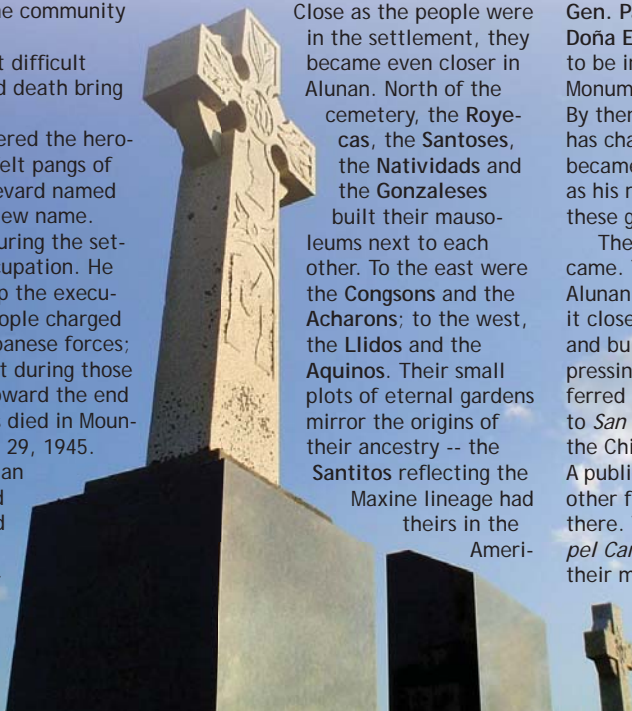 he community
t difficult
d death bring
ered the hero-
elt pangs of
evard named
ew name.
uring the set-
cupation. He
p the execu-
ople charged
panese forces;
t during those
oward the end
died in Moun-
29, 1945.
an
d
d
Close as the people were
in the settlement, they
became even closer in
Alunan. North of the
cemetery, the Roye-
cas, the Santoses,
the Natividads and
the Gonzaleses
built their mauso-
leums next to each
other. To the east were
the Congsons and the
Acharons; to the west,
the Llidos and the
Aquinos. Their small
plots of eternal gardens
mirror the origins of
their ancestry -- the
Santitos reflecting the
Maxine lineage had
theirs in the
Ameri-
Gen. P
Doña E
to be in
Monum
By then
has cha
became
as his r
these g
The
came.
Alunan
it close
and bu
pressin
ferred
to San
the Chi
A publi
other f
there.
pel Car
their m